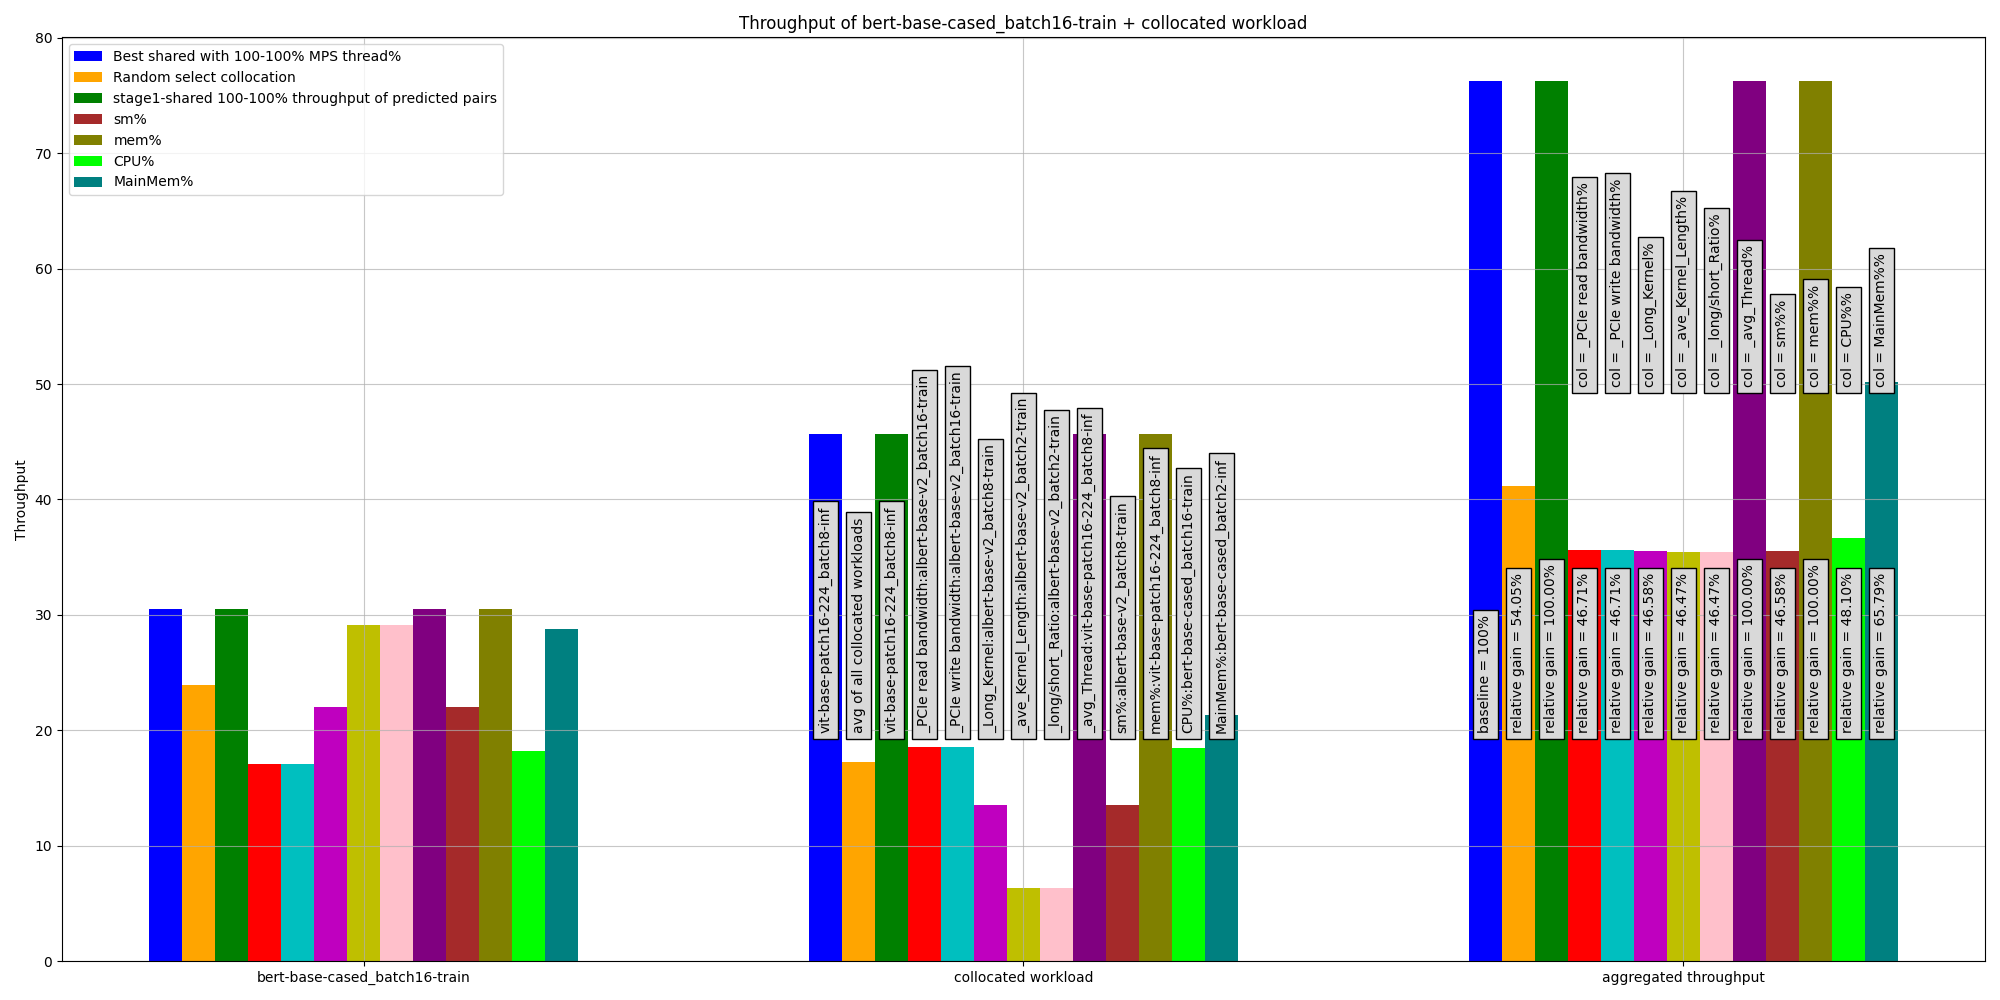 Throughput of bert-base-cased_batch16-train + collocated workload
Best shared with 100-100% MPS thread%
Random select collocation
stage1-shared 100-100% throughput of predicted pairs
sm%
mem%
CPU%
MainMem%
Throughput
80
70
60
50
40
30
20
10
0
vit-base-patch16-224_batch8-inf
avg of all collocated workloads
vit-base-patch16-224_batch8-inf
_PCIe read bandwidth:albert-base-v2_batch16-train
_PCIe write bandwidth:albert-base-v2_batch16-train
_Long_Kernel:albert-base-v2_batch8-train
_ave_Kernel_Length:albert-base-v2_batch2-train
_long/short_Ratio:albert-base-v2_batch2-train
_avg_Thread:vit-base-patch16-224_batch8-inf
sm%:albert-base-v2_batch8-train
mem%:vit-base-patch16-224_batch8-inf
CPU%:bert-base-cased_batch16-train
MainMem%:bert-base-cased_batch2-inf
col = _PCIe read bandwidth%
col = _PCIe write bandwidth%
col = _Long_Kernel%
col = _ave_Kernel_Length%
col = _long/short_Ratio%
col = _avg_Thread%
col = sm%%
col = mem%%
col = CPU%%
col = MainMem%%
baseline = 100%
relative gain = 54.05%
relative gain = 100.00%
relative gain = 46.71%
relative gain = 46.71%
relative gain = 46.58%
relative gain = 46.47%
relative gain = 46.47%
relative gain = 100.00%
relative gain = 46.58%
relative gain = 100.00%
relative gain = 48.10%
relative gain = 65.79%
bert-base-cased_batch16-train
collocated workload
aggregated throughput